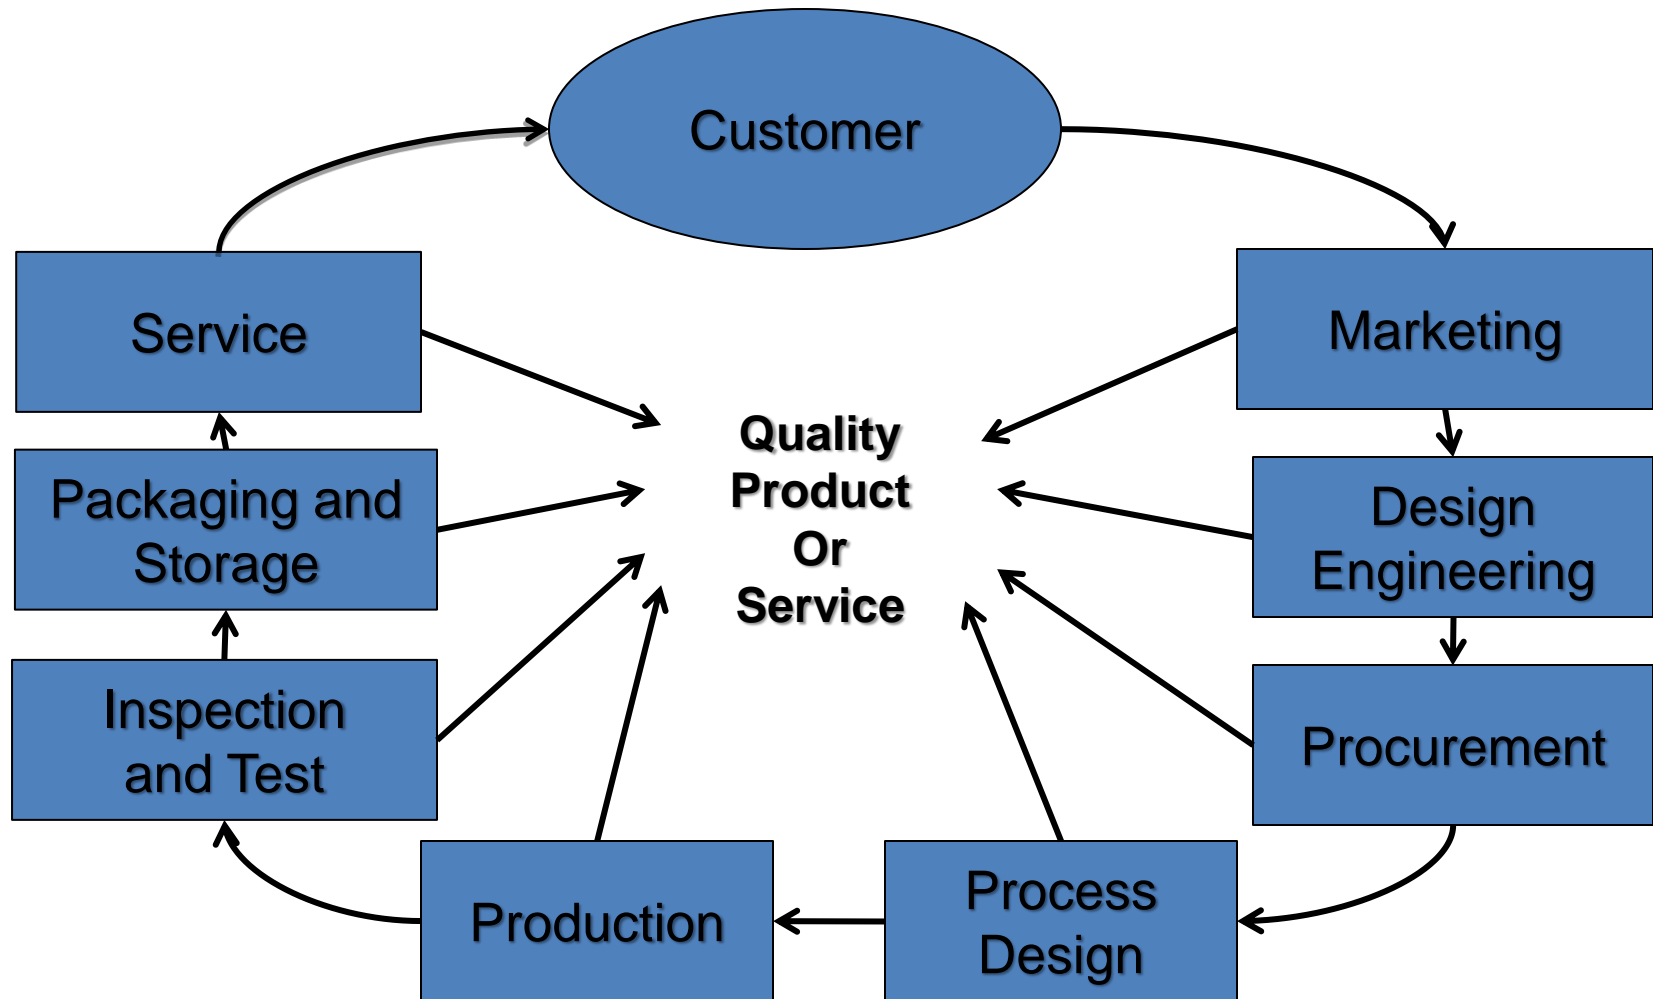 Customer
Marketing
Design
Engineering
Procurement
Process
Design
Production
Inspection
and Test
Packaging and
Storage
Service
Quality
Product
Or
Service